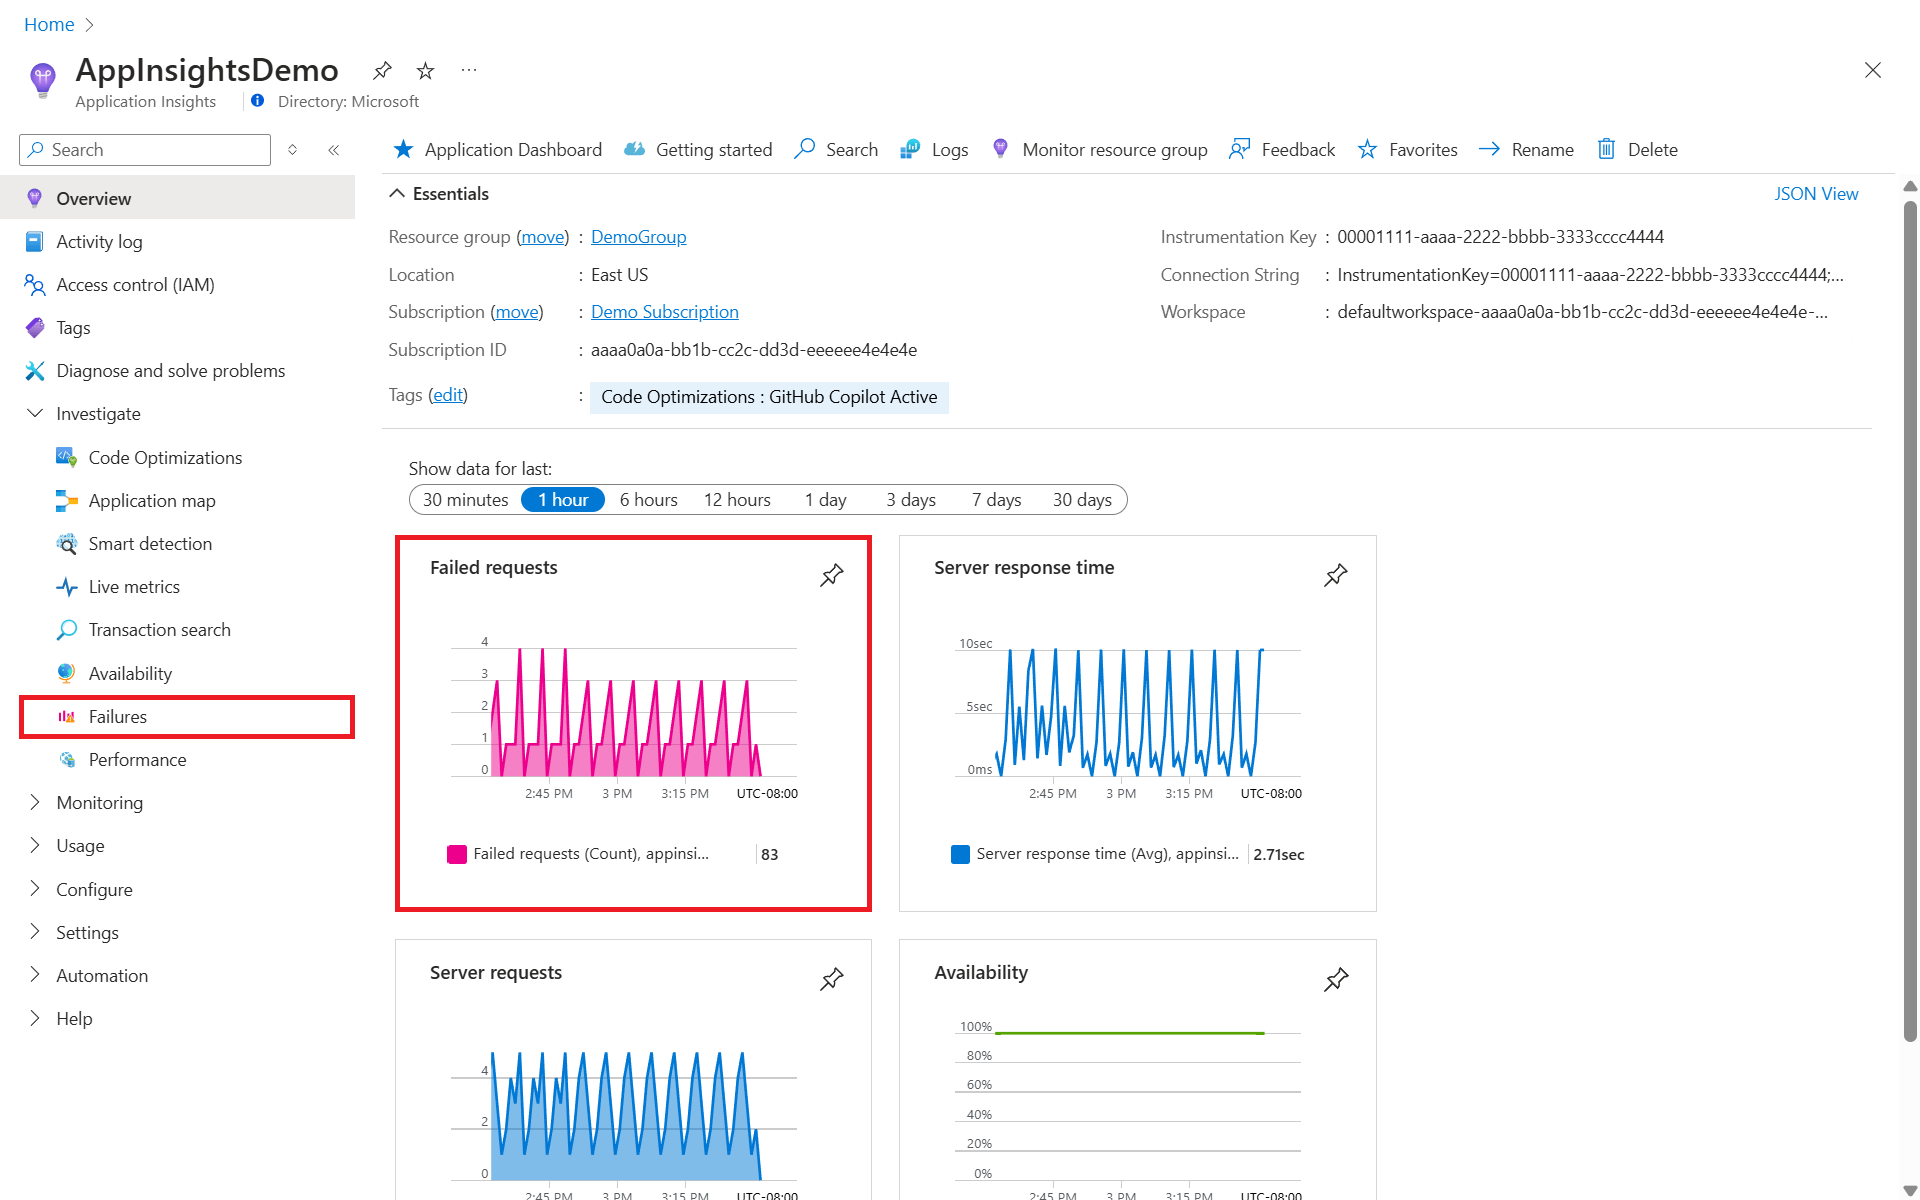 Home
AppInsightsDemo
Application Insights
Directory: Microsoft
Search
Application Dashboard
Getting started
Search
Logs
Monitor resource group
Feedback
Favorites
Rename
Delete
Overview
Activity log
Access control (IAM)
Tags
Diagnose and solve problems
Investigate
Code Optimizations
Application map
Smart detection
Live metrics
Transaction search
Availability
Failures
Performance
Monitoring
Usage
Configure
Settings
Automation
Help
Essentials
JSON View
Resource group (move) : DemoGroup
Location : East US
Subscription (move) : Demo Subscription
Subscription ID : aaaa0a0a-bb1b-cc2c-dd3d-eeeeee4e4e4e
Tags (edit) : Code Optimizations : GitHub Copilot Active
Instrumentation Key : 00001111-aaaa-2222-bbbb-3333cccc4444
Connection String : InstrumentationKey=00001111-aaaa-2222-bbbb-3333cccc4444;...
Workspace : defaultworkspace-aaaa0a0a-bb1b-cc2c-dd3d-eeeeee4e4e4e-...
Show data for last:
30 minutes 1 hour 6 hours 12 hours 1 day 3 days 7 days 30 days
Failed requests
4
3
2
1
0
2:45 PM 3 PM 3:15 PM UTC-08:00
Failed requests (Count), appinsi... 83
Server response time
10sec
5sec
0ms
2:45 PM 3 PM 3:15 PM UTC-08:00
Server response time (Avg), appinsi... 2.71sec
Server requests
4
2
0
2:45 PM 3 PM 3:15 PM UTC-08:00
Availability
100%
80%
60%
40%
20%
0%
2:45 PM 3 PM 3:15 PM UTC-08:00